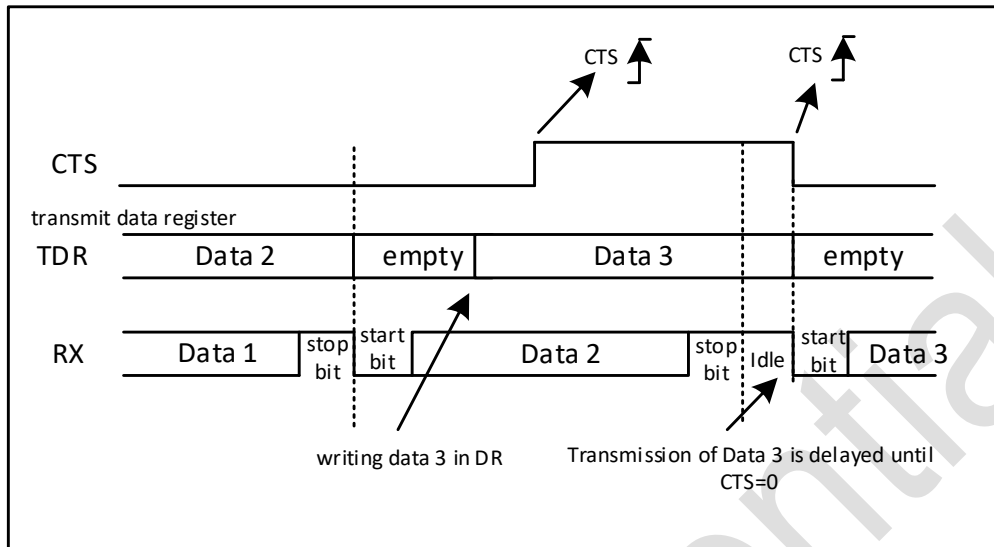 CTS
CTS
CTS
transmit data register
TDR
Data 2
empty
Data 3
empty
RX
Data 1
stop
bit
start
bit
Data 2
stop
bit
Idle
start
bit
Data 3
writing data 3 in DR
Transmission of Data 3 is delayed until
CTS=0